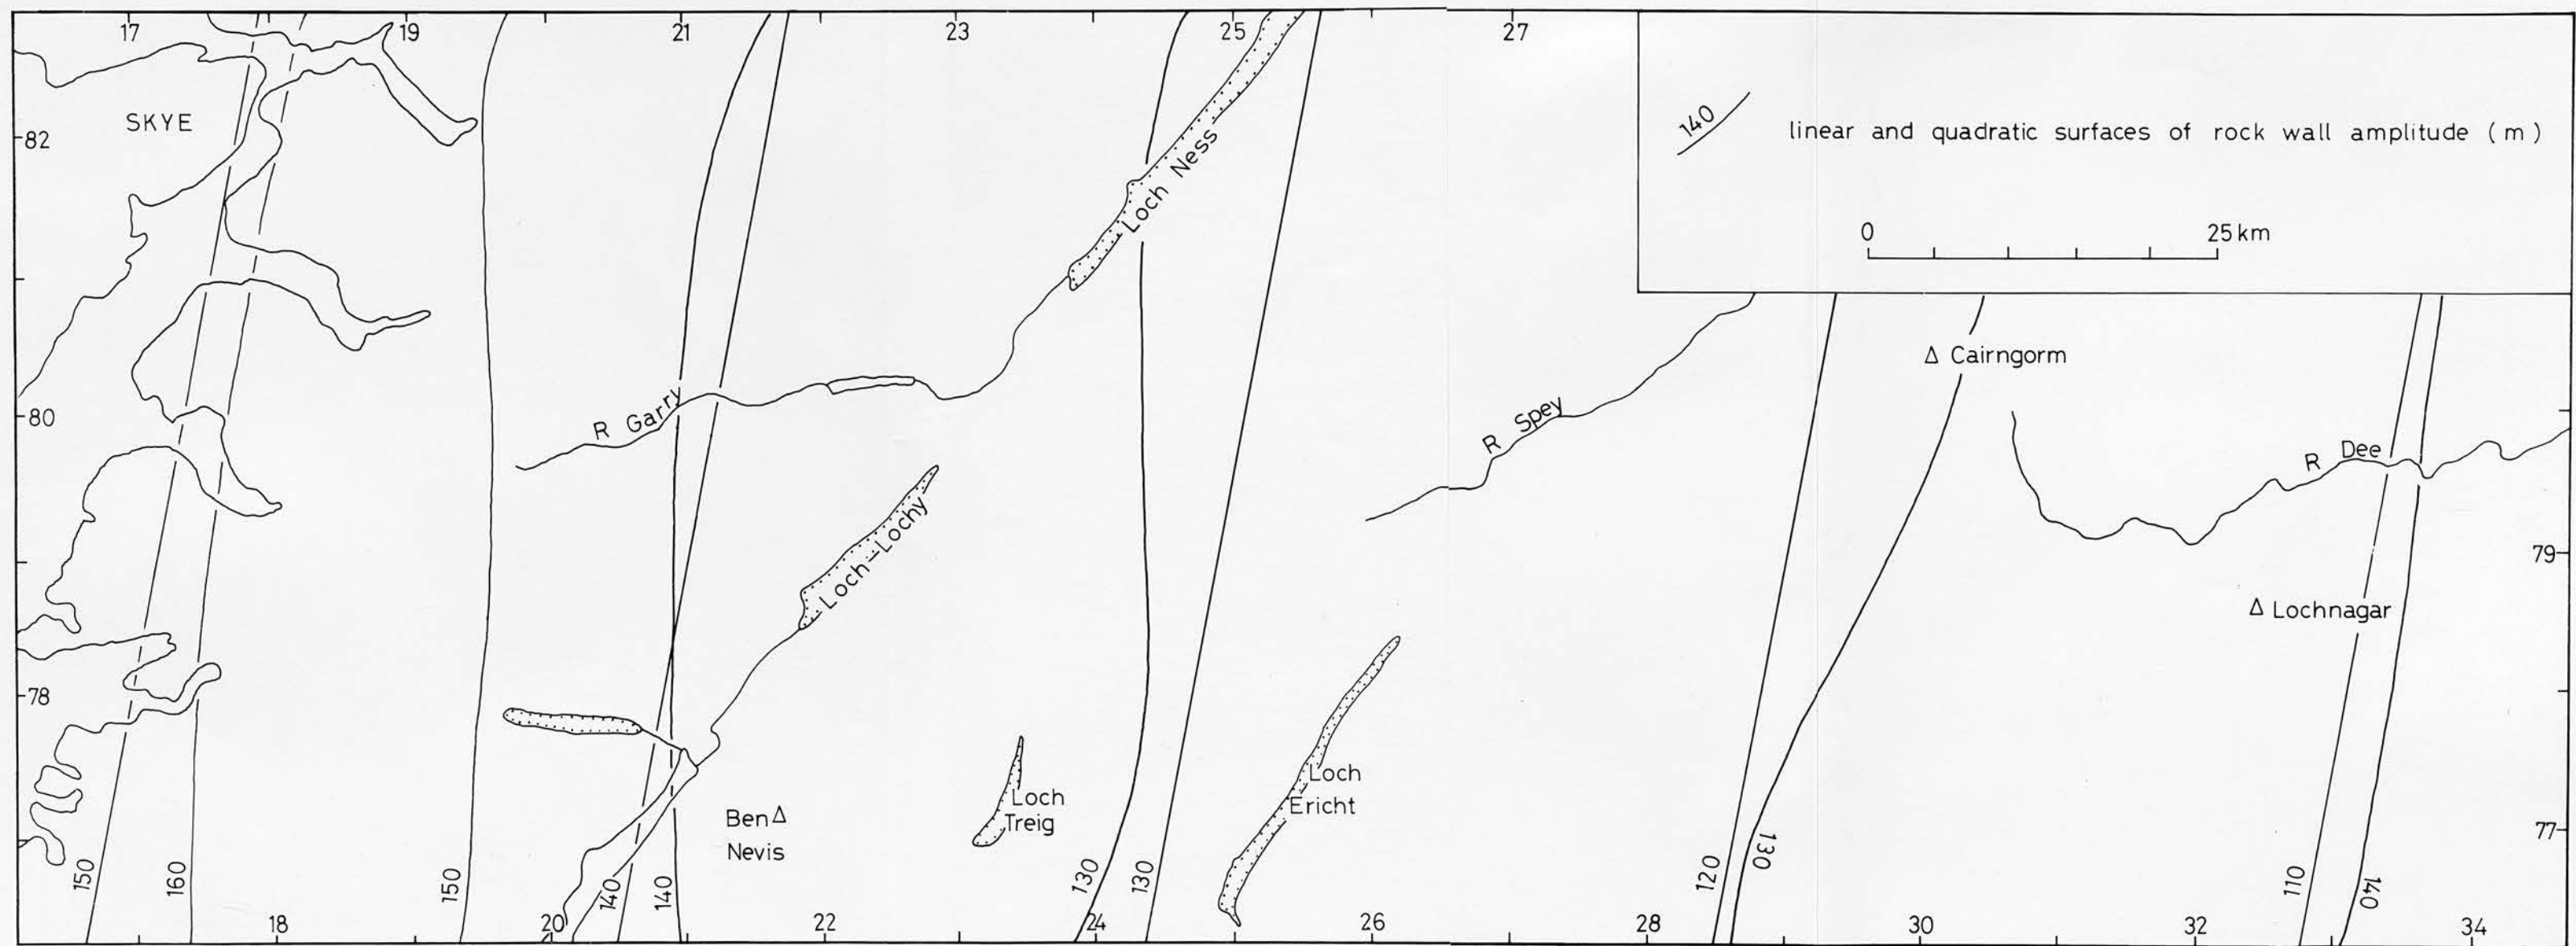 17 19 21 23 25 27
SKYE
82
140
linear and quadratic surfaces of rock wall amplitude (m)
0 25 km
Loch Ness
Cairngorm
80
R Garry
R Spey
R Dee
Loch Lochy
79
Lochnagar
78
Loch
Treig
Loch
Ericht
Ben
Nevis
77
150 160 150 140 140 130 130 120 130 110 140
18 20 22 24 26 28 30 32 34